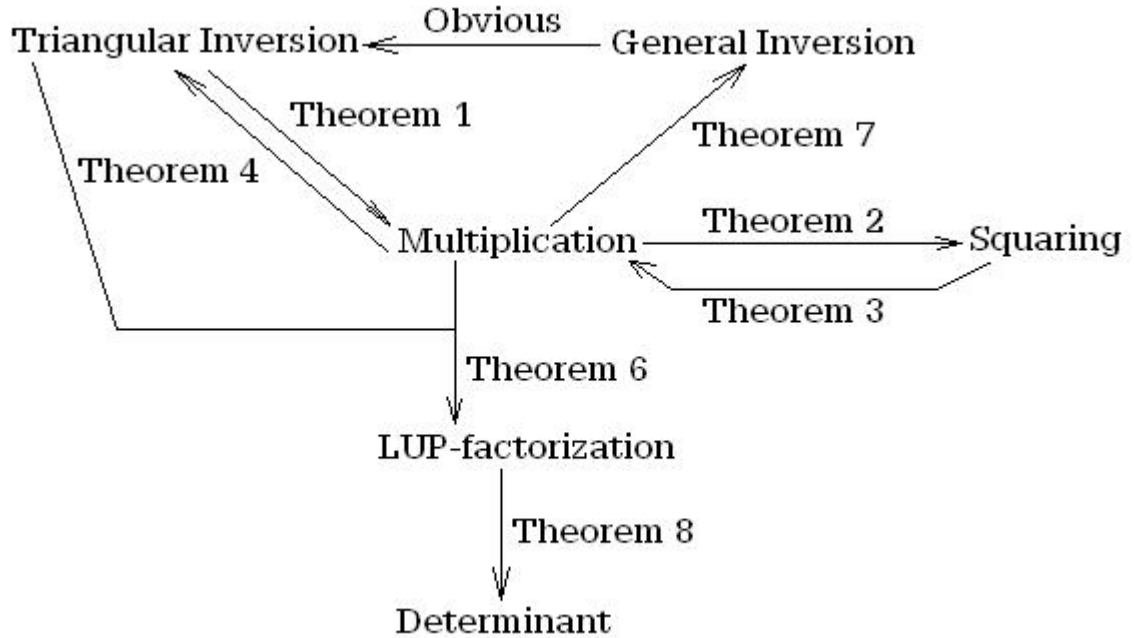 Obvious
Triangular Inversion
General Inversion
Theorem 1
Theorem 7
Theorem 4
Theorem 2
Multiplication
Squaring
Theorem 3
Theorem 6
LUP-factorization
Theorem 8
Determinant